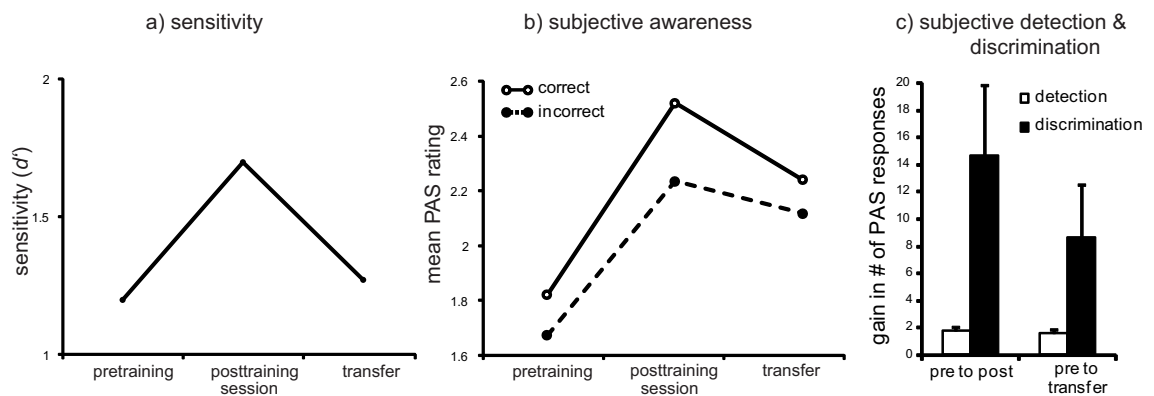 a) sensitivity
sensitivity (d‘)
2
1.5
1
pretraining
posttraining
session
transfer
b) subjective awareness
mean PAS rating
2.6
2.4
2.2
2
1.8
1.6
correct
incorrect
pretraining
posttraining
session
transfer
c) subjective detection &
discrimination
gain in # of PAS responses
20
18
16
14
12
10
8
6
4
2
0
detection
discrimination
pre to post
pre to
transfer